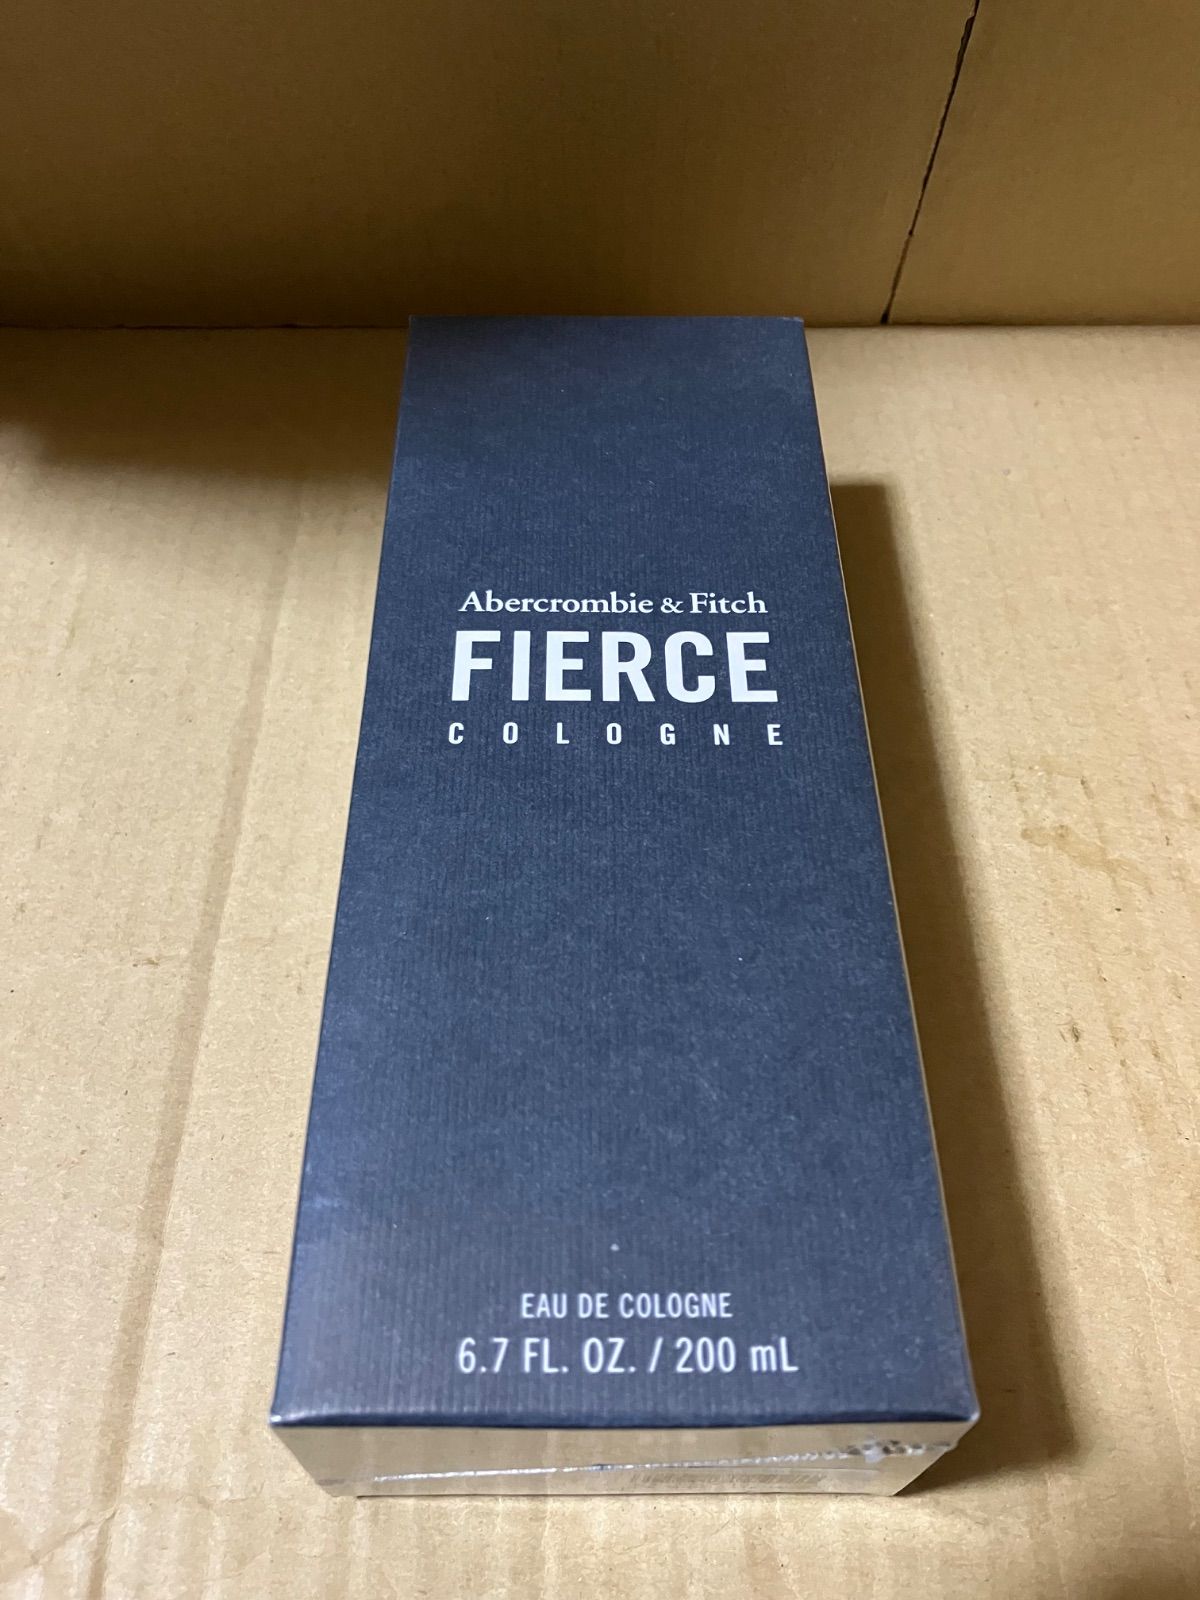 Abercrombie & Fitch
FIERCE
COLOGNE
EAU DE COLOGNE
6.7 FL. OZ. / 200 mL